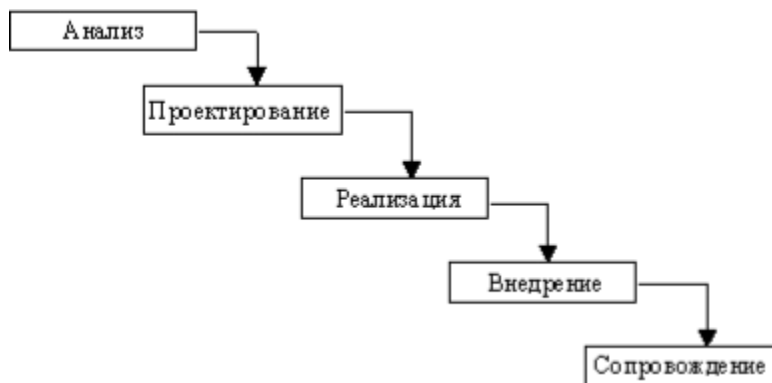 Анализ
Проектирование
Реализация
Внедрение
Сопровождение